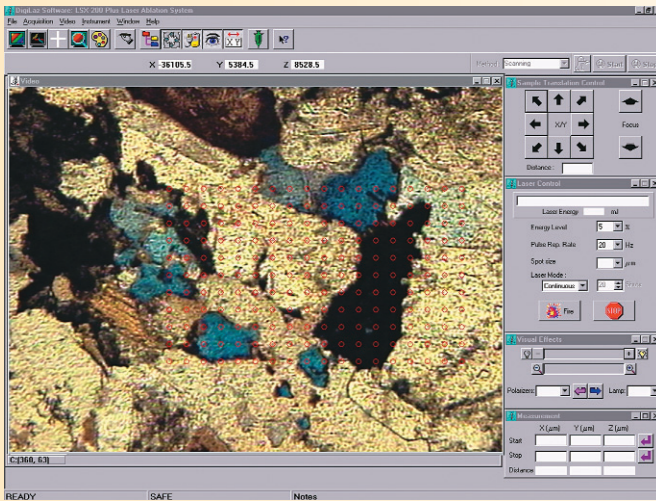 DigiLaz Software: LSX 200 Plus Laser Ablation System
File Acquisition Video Instrument Window Help
X -36105.5 Y 5384.5 Z 8528.5
Method: Scanning Start Stop
Video
Sample Translation Control
X/Y
Focus
Distance:
Laser Control
Laser Energy mJ
Energy Level 5 %
Pulse Rep. Rate 20 Hz
Spot size μm
Laser Mode:
Continuous 20
Fire STOP
Visual Effects
Polarizers: Lamp:
Measurement
X (μm) Y (μm) Z (μm)
Start
Stop
Distance
C:(360, 63)
READY SAFE Notes